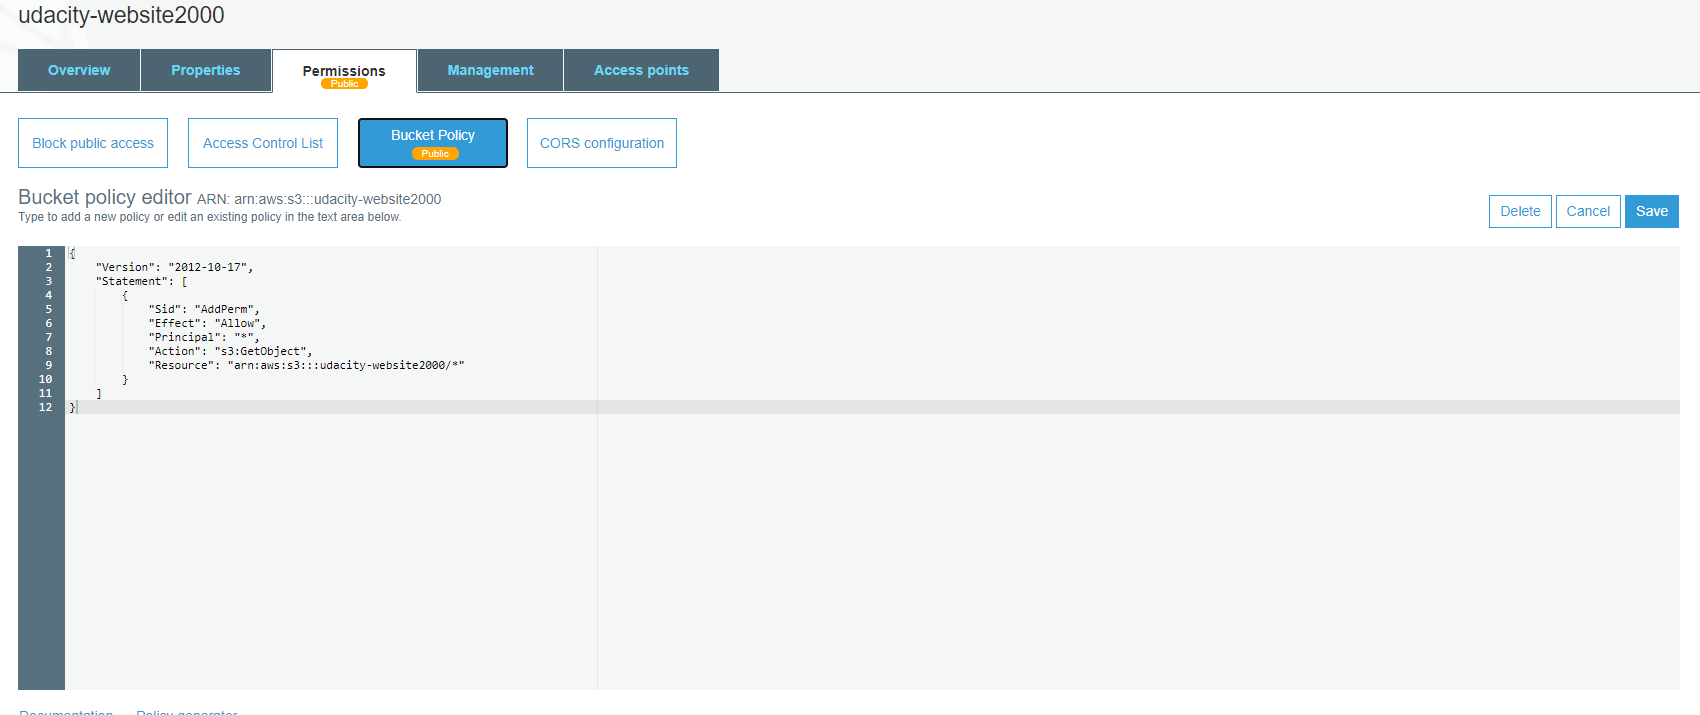 udacity-website2000
Overview Properties Permissions Management Access points
Public
Block public access Access Control List Bucket Policy CORS configuration
Public
Bucket policy editor ARN: arn:aws:s3:::udacity-website2000
Type to add a new policy or edit an existing policy in the text area below.
Delete Cancel Save
1 {
2 "Version": "2012-10-17",
3 "Statement": [
4 {
5 "Sid": "AddPerm",
6 "Effect": "Allow",
7 "Principal": "*",
8 "Action": "s3:GetObject",
9 "Resource": "arn:aws:s3:::udacity-website2000/*"
10 }
11 ]
12 }
Documentation Policy generator